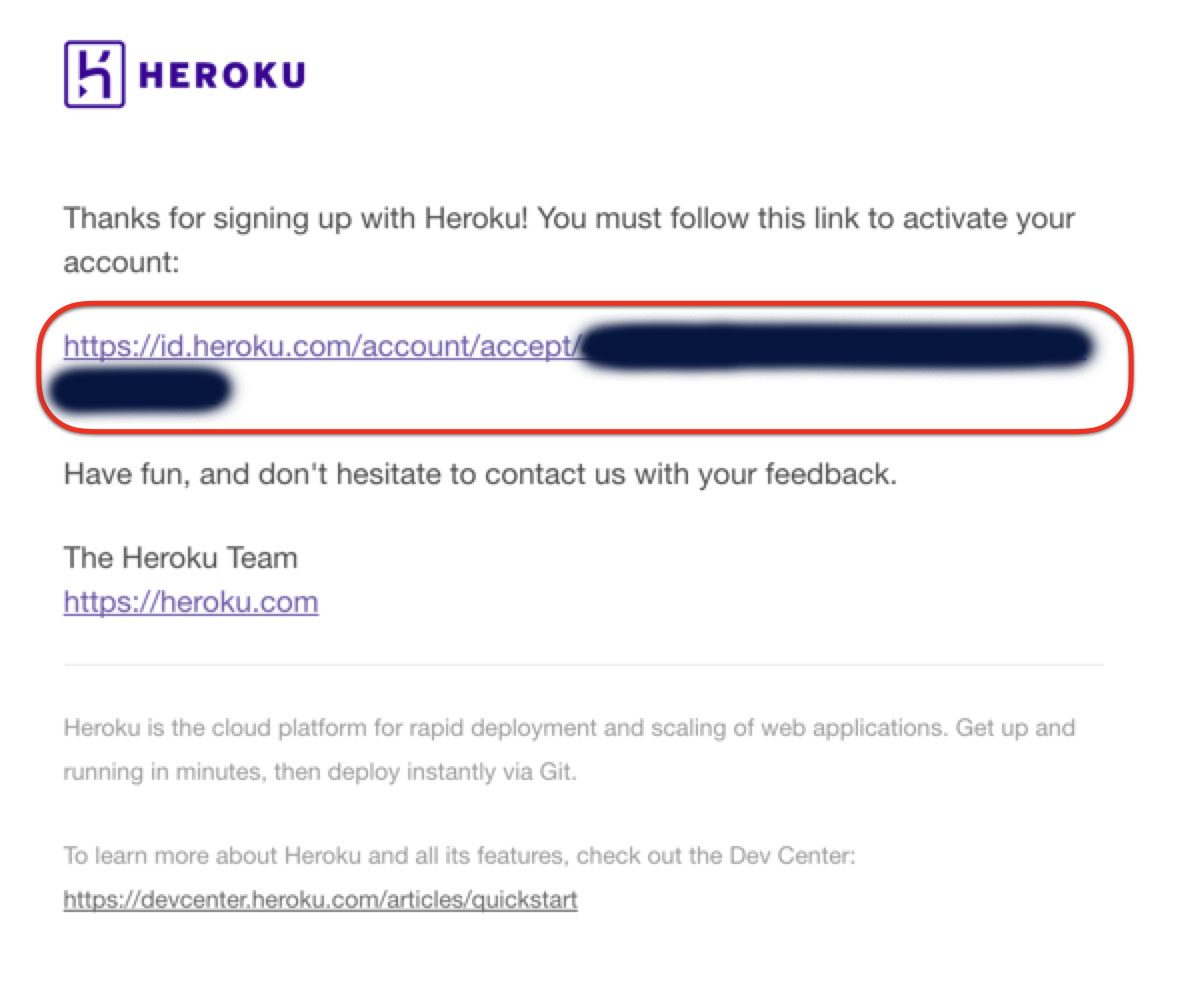 HEROKU
Thanks for signing up with Heroku! You must follow this link to activate your
account:
https://id.heroku.com/account/accept/
Have fun, and don't hesitate to contact us with your feedback.
The Heroku Team
https://heroku.com
Heroku is the cloud platform for rapid deployment and scaling of web applications. Get up and
running in minutes, then deploy instantly via Git.
To learn more about Heroku and all its features, check out the Dev Center:
https://devcenter.heroku.com/articles/quickstart